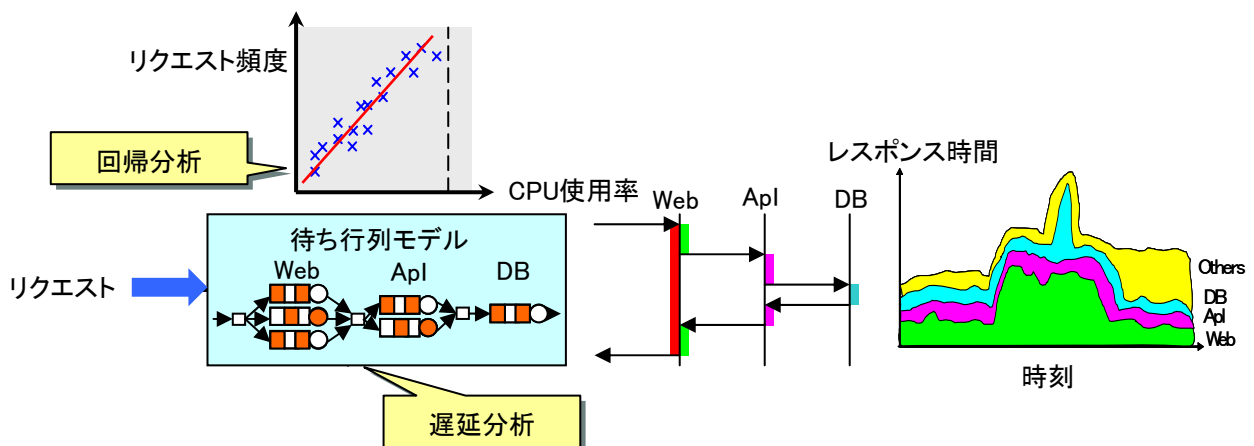 リクエスト頻度
回帰分析
CPU使用率
待ち行列モデル
Web
Apl
DB
リクエスト
遅延分析
Web
Apl
DB
レスポンス時間
Others
DB
Apl
Web
時刻